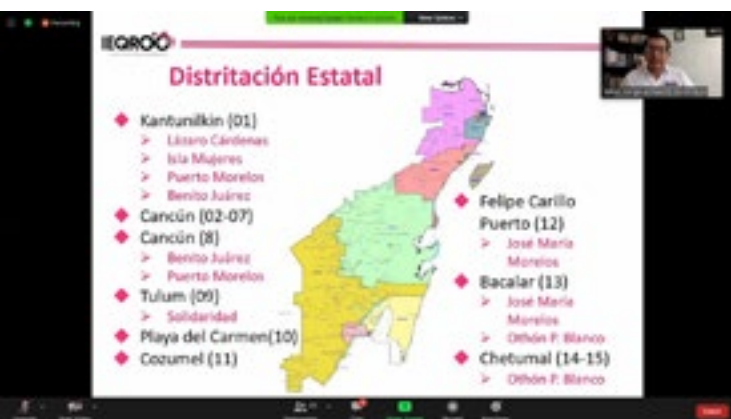 IEQROO
Distritación Estatal
Kantunilkin (01)
Lázaro Cárdenas
Isla Mujeres
Puerto Morelos
Benito Juárez
Cancún (02-07)
Cancún (8)
Benito Juárez
Puerto Morelos
Tulum (09)
Solidaridad
Playa del Carmen(10)
Cozumel (11)
Felipe Carillo
Puerto (12)
José María
Morelos
Bacalar (13)
José María
Morelos
Othón P. Blanco
Chetumal (14-15)
Othón P. Blanco